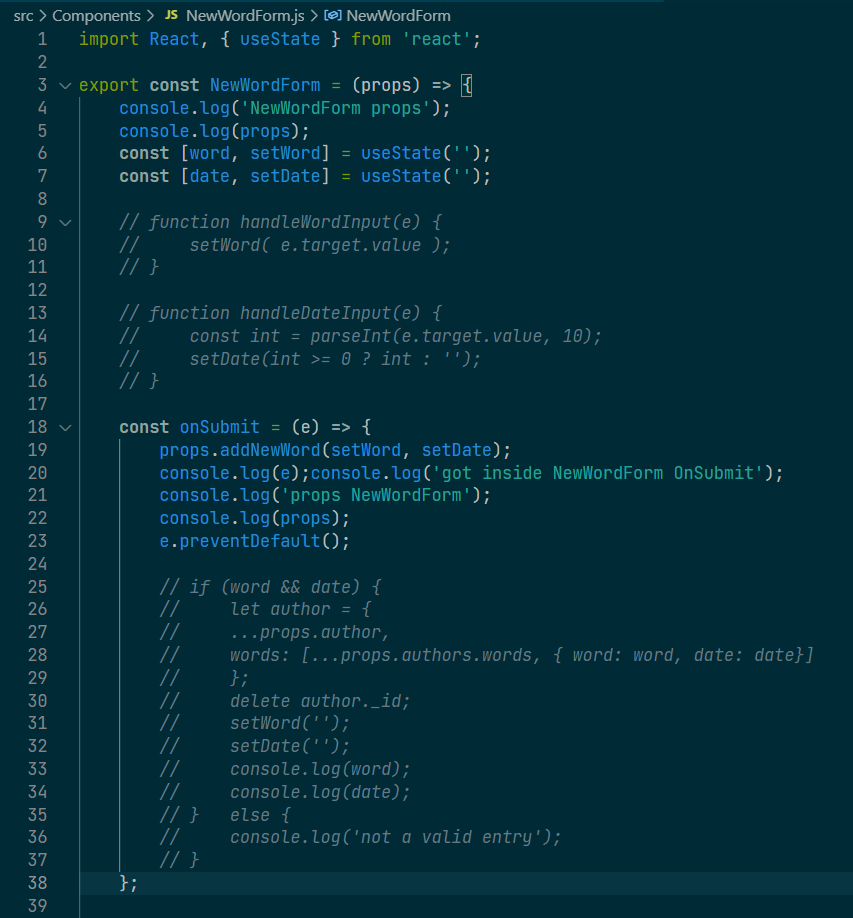 src > Components > JS NewWordForm.js > NewWordForm
1 import React, { useState } from 'react';
2
3 export const NewWordForm = (props) => {
4     console.log('NewWordForm props');
5     console.log(props);
6     const [word, setWord] = useState('');
7     const [date, setDate] = useState('');
8
9     // function handleWordInput(e) {
10     //     setWord( e.target.value );
11     // }
12
13     // function handleDateInput(e) {
14     //     const int = parseInt(e.target.value, 10);
15     //     setDate(int >= 0 ? int : '');
16     // }
17
18     const onSubmit = (e) => {
19         props.addNewWord(setWord, setDate);
20         console.log(e);console.log('got inside NewWordForm OnSubmit');
21         console.log('props NewWordForm');
22         console.log(props);
23         e.preventDefault();
24
25         // if (word && date) {
26         //     let author = {
27         //     ...props.author,
28         //     words: [...props.authors.words, { word: word, date: date}]
29         //     };
30         //     delete author._id;
31         //     setWord('');
32         //     setDate('');
33         //     console.log(word);
34         //     console.log(date);
35         // }   else {
36         //     console.log('not a valid entry');
37         // }
38     };
39